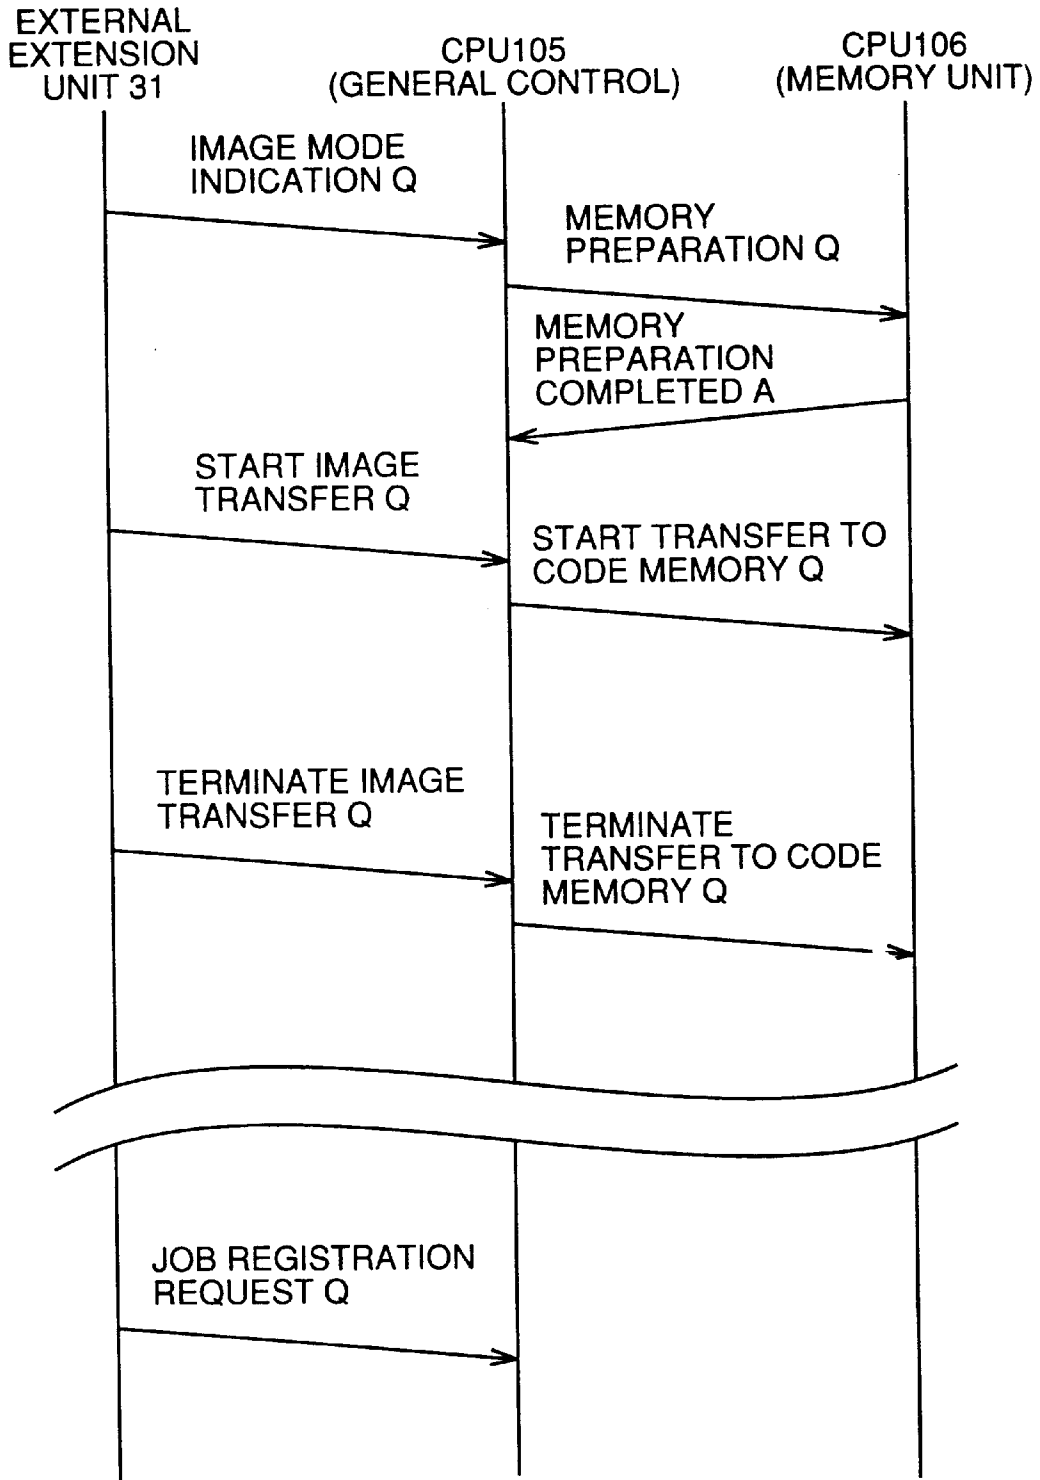 EXTERNAL
EXTENSION
UNIT 31
CPU105
(GENERAL CONTROL)
CPU106
(MEMORY UNIT)
IMAGE MODE
INDICATION Q
MEMORY
PREPARATION Q
MEMORY
PREPARATION
COMPLETED A
START IMAGE
TRANSFER Q
START TRANSFER TO
CODE MEMORY Q
TERMINATE IMAGE
TRANSFER Q
TERMINATE
TRANSFER TO CODE
MEMORY Q
JOB REGISTRATION
REQUEST Q